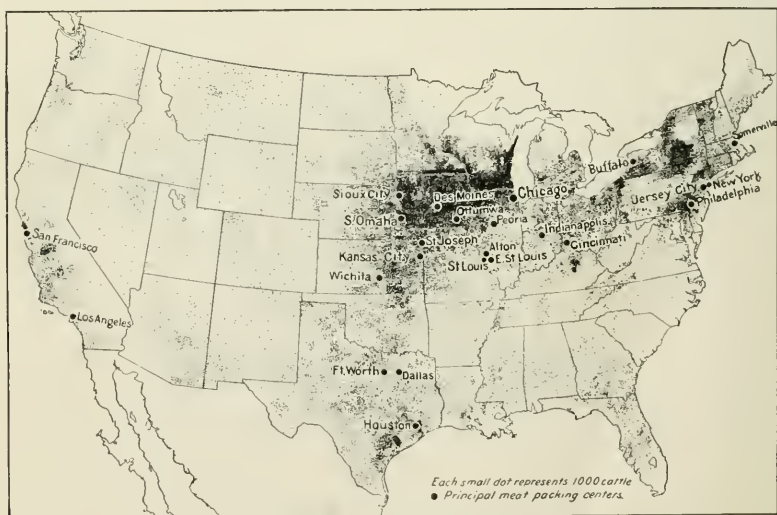 Somerville
Buffalo
Sioux City
Des Moines
Chicago
Jersey City
New York
Philadelphia
S. Omaha
Ottumwa
Peoria
Indianapolis
San Francisco
St Joseph
Alton
Cincinnati
Kansas City
St Louis
E. St Louis
Wichita
Los Angeles
Ft. Worth
Dallas
Houston
Each small dot represents 1000 cattle
Principal meat packing centers.